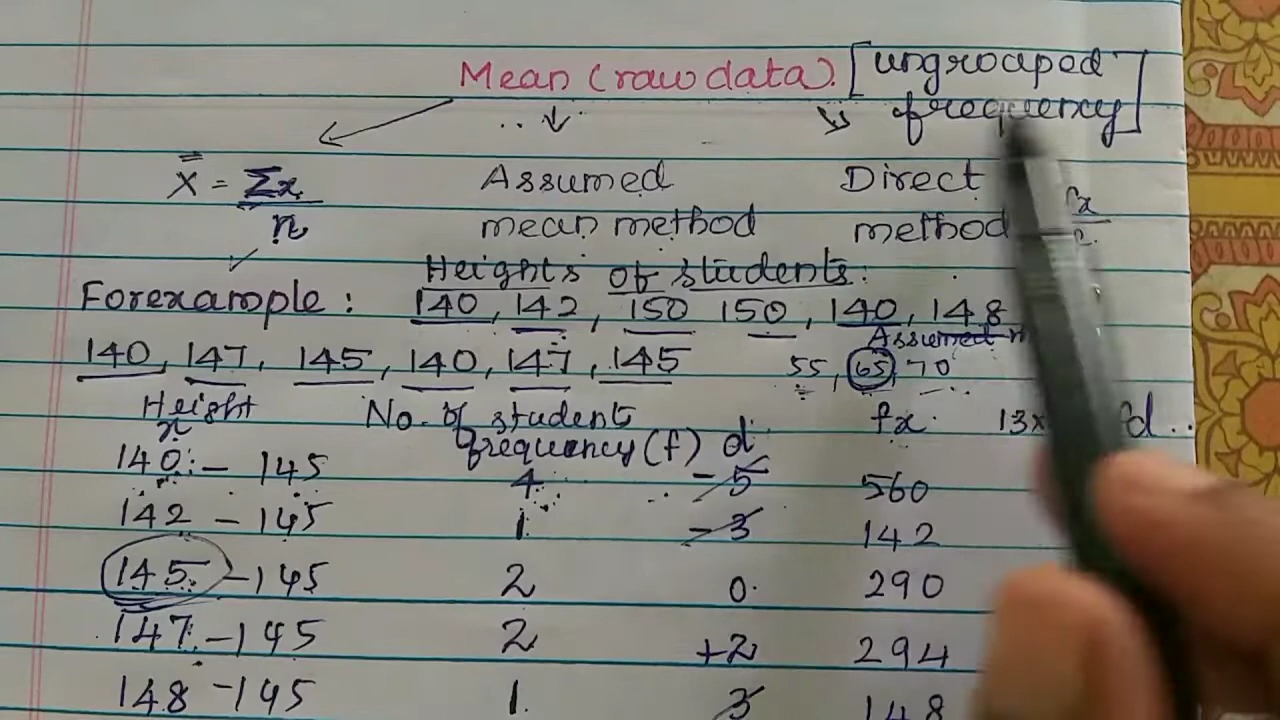 Mean (raw data). [ungrouped
frequency]
X̄ = Σx / n
Assumed
mean method
Direct
method
Heights of students:
For example : 140, 142, 150 150, 140, 148
Assumed
140, 147, 145, 140, 147, 145 55, 65, 70
Height No. of student fx. 13x d..
x frequency (f) d
140 - 145 4 -5 560
142 - 145 1. -3 142
145 - 145 2 0. 290
147 - 145 2 +2 294
148 - 145 1. 3 148